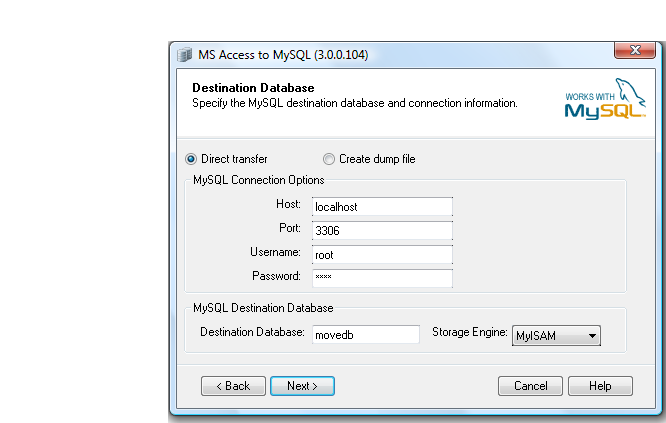 MS Access to MySQL (3.0.0.104)
Destination Database
Specify the MySQL destination database and connection information.
WORKS WITH
MySQL
Direct transfer Create dump file
MySQL Connection Options
Host: localhost
Port: 3306
Username: root
Password: ****
MySQL Destination Database
Destination Database: movedb Storage Engine: MyISAM
< Back Next > Cancel Help